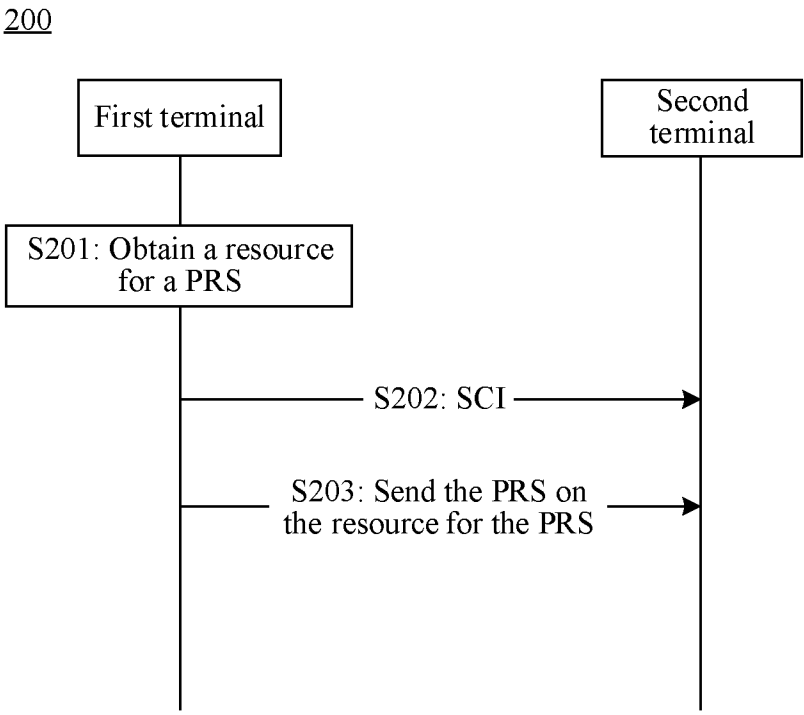 200
First terminal
Second
terminal
S201: Obtain a resource
for a PRS
S202: SCI
S203: Send the PRS on
the resource for the PRS